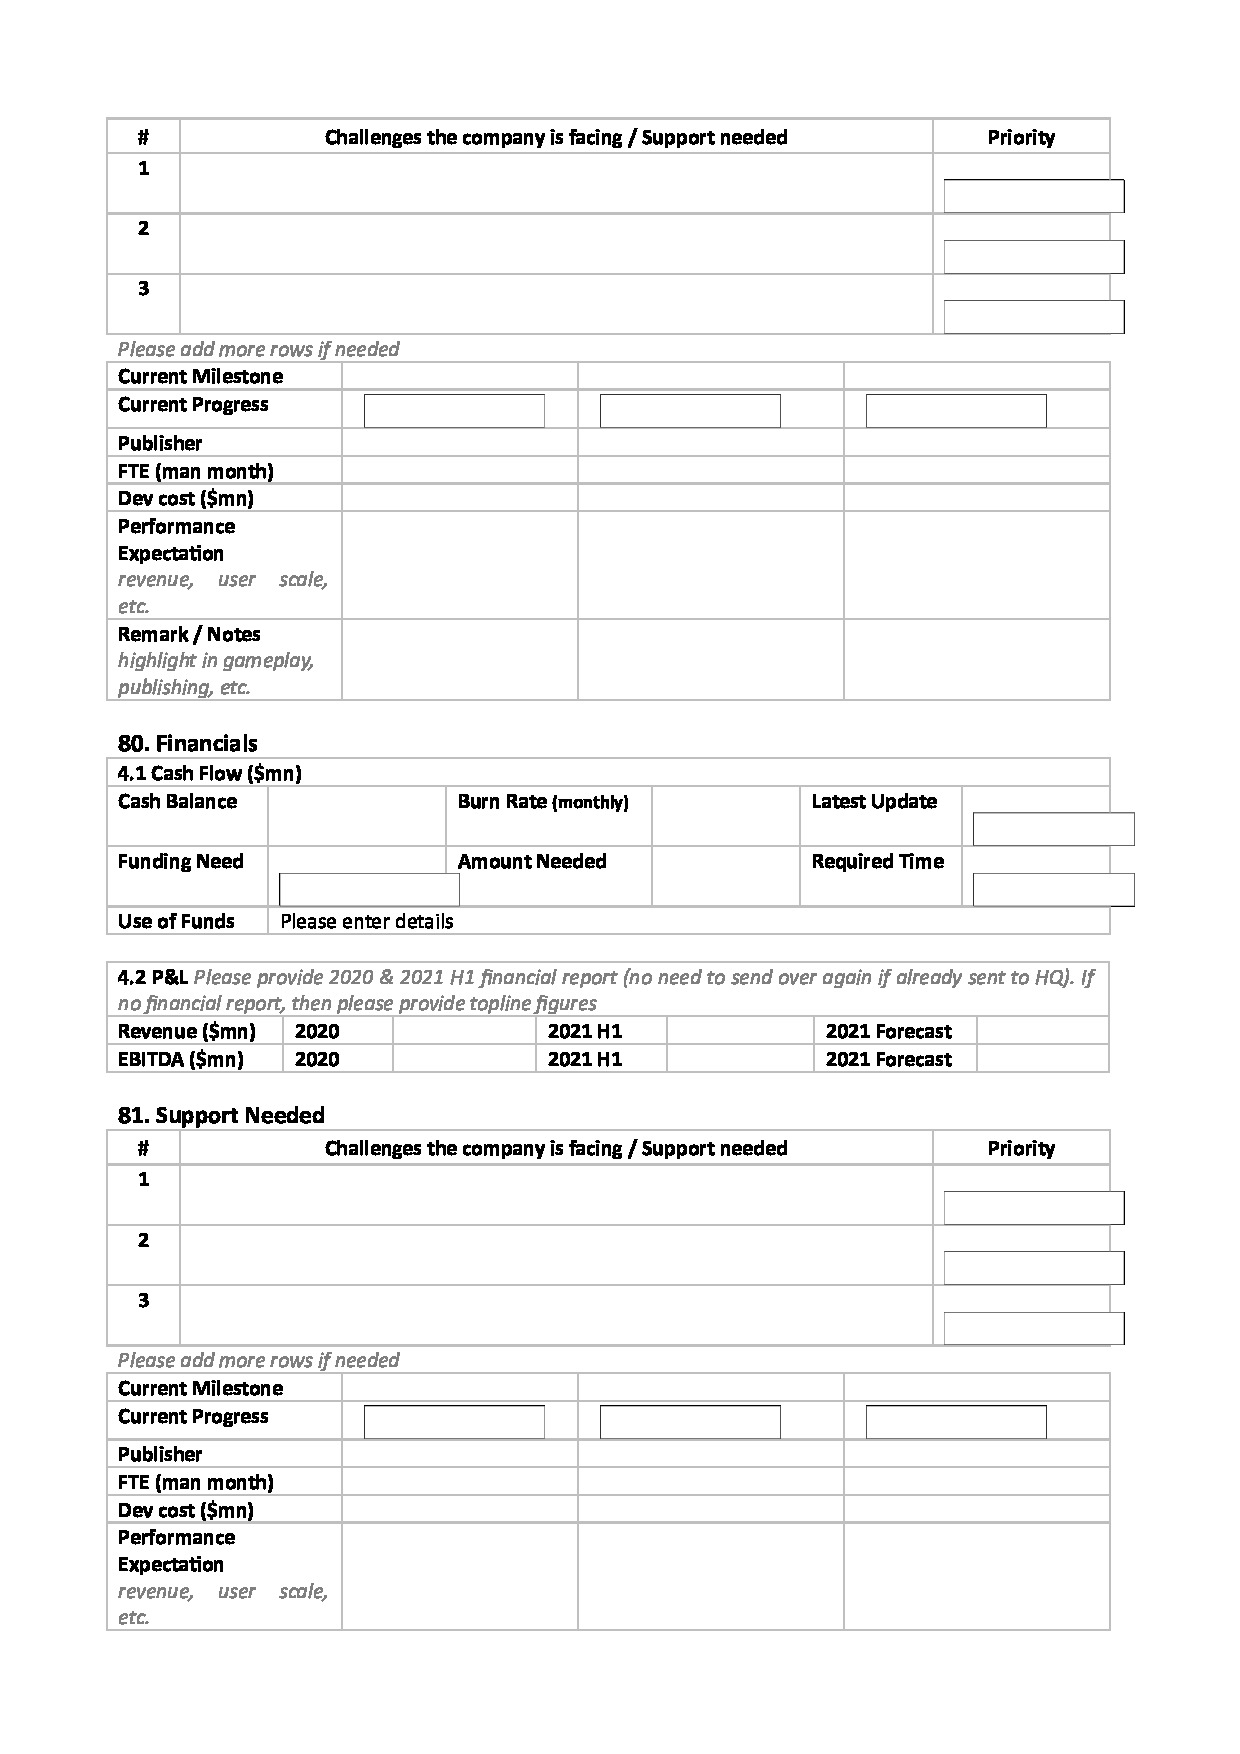 # Challenges the company is facing / Support needed Priority
1
2
3
Please add more rows if needed
Current Milestone
Current Progress
Publisher
FTE (man month)
Dev cost ($mn)
Performance
Expectation
revenue, user scale,
etc.
Remark / Notes
highlight in gameplay,
publishing, etc.
80. Financials
4.1 Cash Flow ($mn)
Cash Balance Burn Rate (monthly) Latest Update
Funding Need Amount Needed Required Time
Use of Funds Please enter details
4.2 P&L Please provide 2020 & 2021 H1 financial report (no need to send over again if already sent to HQ). If
no financial report, then please provide topline figures
Revenue ($mn) 2020 2021 H1 2021 Forecast
EBITDA ($mn) 2020 2021 H1 2021 Forecast
81. Support Needed
# Challenges the company is facing / Support needed Priority
1
2
3
Please add more rows if needed
Current Milestone
Current Progress
Publisher
FTE (man month)
Dev cost ($mn)
Performance
Expectation
revenue, user scale,
etc.